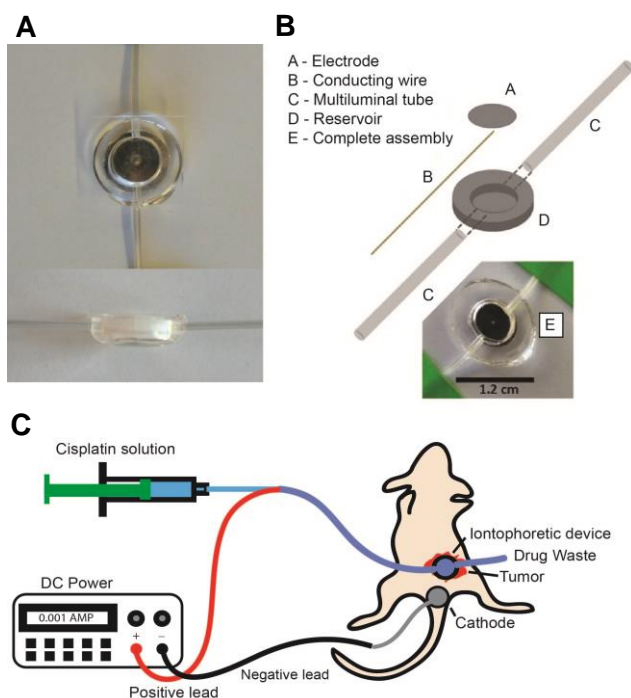 A
B
A - Electrode
B - Conducting wire
C - Multiluminal tube
D - Reservoir
E - Complete assembly
A
C
B
D
C
E
1.2 cm
C
Cisplatin solution
Iontophoretic device
Drug Waste
Tumor
DC Power
0.001 AMP
+ −
Cathode
Negative lead
Positive lead